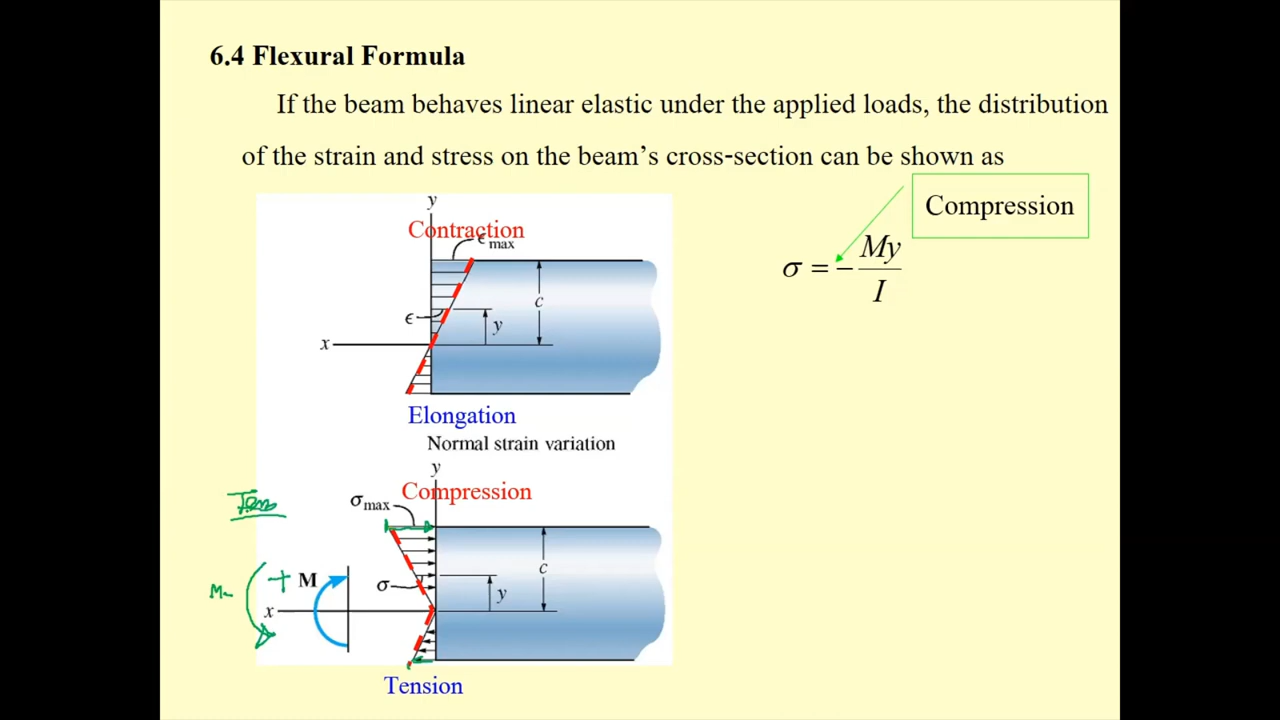 6.4 Flexural Formula
If the beam behaves linear elastic under the applied loads, the distribution
of the strain and stress on the beam's cross-section can be shown as
Compression
σ = − My / I
y
Contraction
ϵ max
c
ϵ
y
x
Elongation
Normal strain variation
y
Compression
σmax
Tens
c
+ M
σ
M-
y
x
Tension